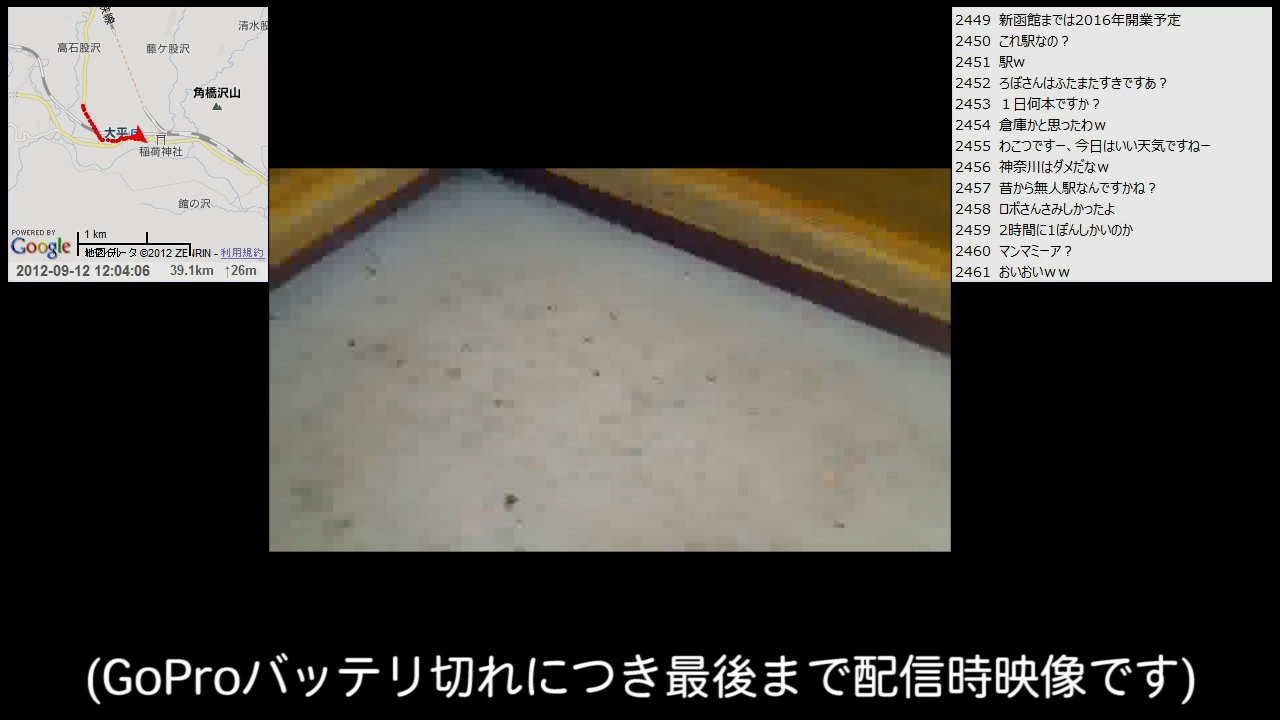 清水股
高石股沢
藤ケ股沢
角橋沢山
大平
稲荷神社
館の沢
POWERED BY
Google
1 km
地図データ ©2012 ZENRIN - 利用規約
2012-09-12 12:04:06 39.1km ↑26m
2449 新函館までは2016年開業予定
2450 これ駅なの？
2451 駅ｗ
2452 ろぼさんはふたまたすきですあ？
2453 １日何本ですか？
2454 倉庫かと思ったわｗ
2455 わこつですー、今日はいい天気ですねー
2456 神奈川はダメだなｗ
2457 昔から無人駅なんですかね？
2458 ロボさんさみしかったよ
2459 2時間に1ぽんしかいのか
2460 マンマミーア？
2461 おいおいｗｗ
(GoProバッテリ切れにつき最後まで配信時映像です)